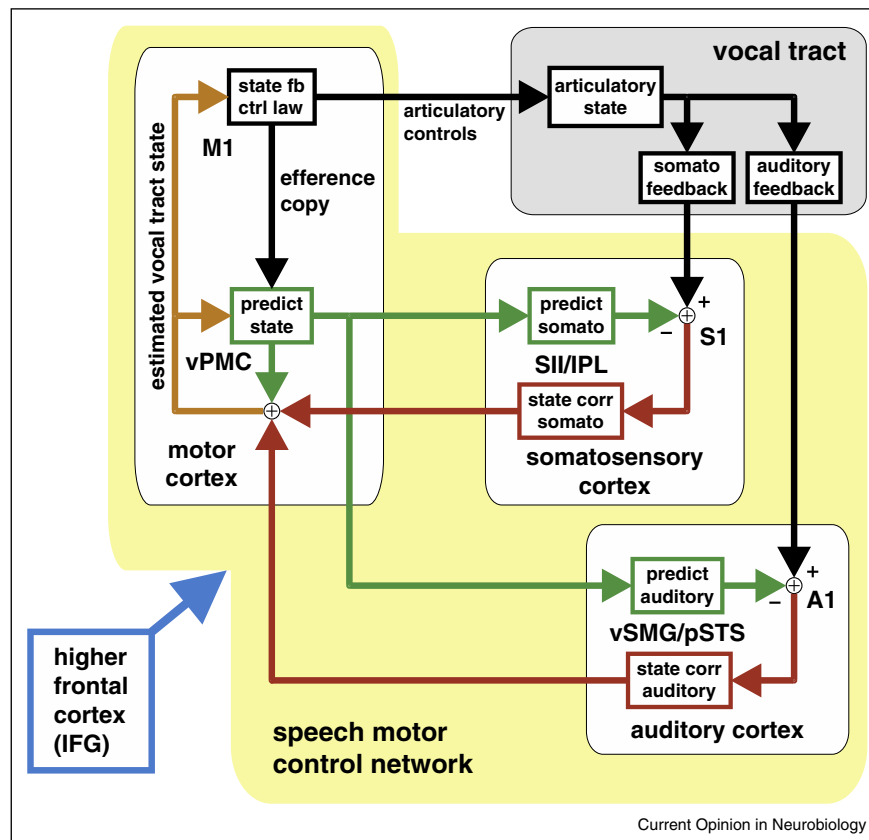 vocal tract
state fb
ctrl law
M1
articulatory
controls
articulatory
state
somato
feedback
auditory
feedback
efference
copy
estimated vocal tract state
predict
state
vPMC
motor
cortex
predict
somato
SII/IPL
+
−
S1
state corr
somato
somatosensory
cortex
predict
auditory
vSMG/pSTS
+
−
A1
state corr
auditory
auditory cortex
higher
frontal
cortex
(IFG)
speech motor
control network
Current Opinion in Neurobiology